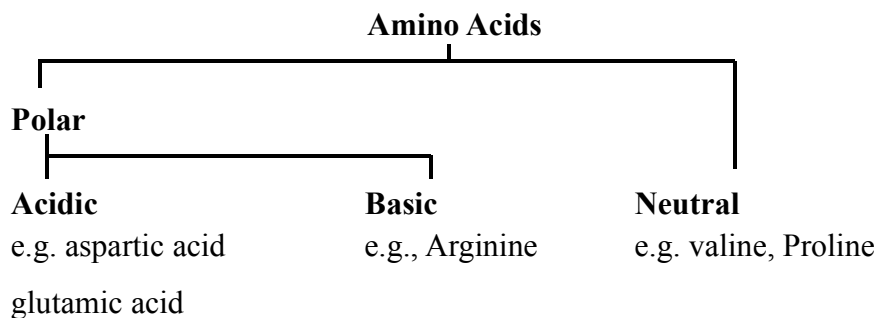 Amino Acids
Polar
Acidic Basic Neutral
e.g. aspartic acid e.g., Arginine e.g. valine, Proline
glutamic acid